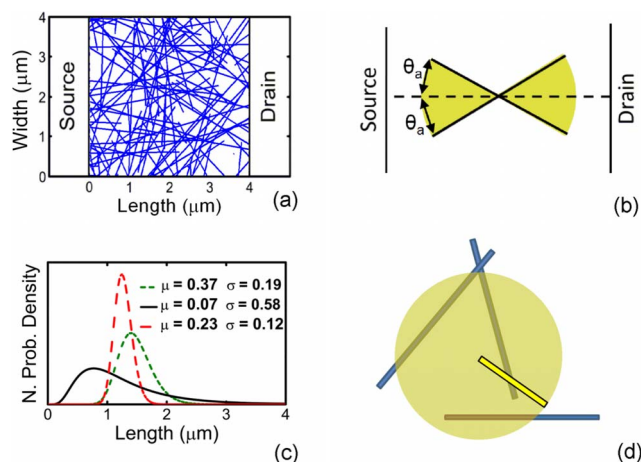 4
3
2
1
0
Width (μm)
Source
Drain
0 1 2 3 4
Length (μm)
(a)
Source
θa
θa
Drain
(b)
N. Prob. Density
μ = 0.37 σ = 0.19
μ = 0.07 σ = 0.58
μ = 0.23 σ = 0.12
0 1 2 3 4
Length (μm)
(c)
(d)